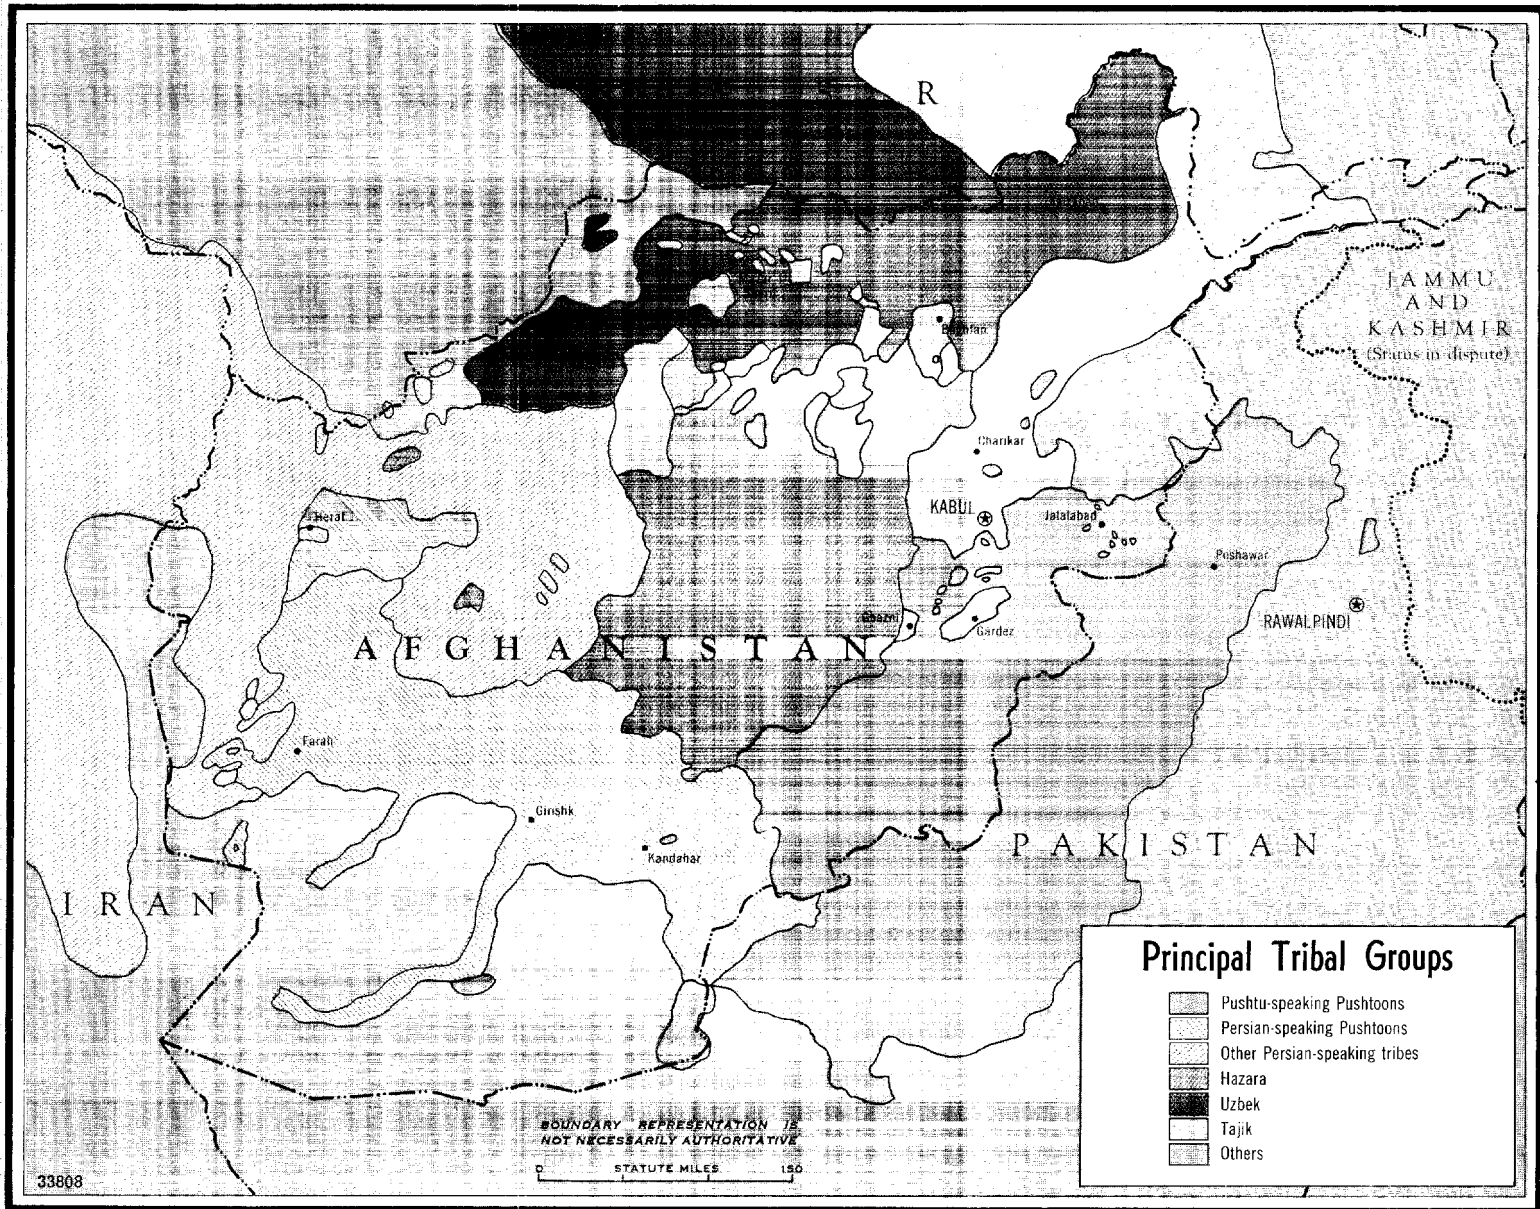 R
JAMMU
AND
KASHMIR
(Status in dispute)
Baghlan
Charikar
KABUL
Jalalabad
Herat
Peshawar
RAWALPINDI
Ghazni
Gardez
AFGHANISTAN
Farah
Girishk
Kandahar
PAKISTAN
IRAN
Principal Tribal Groups
Pushtu-speaking Pushtoons
Persian-speaking Pushtoons
Other Persian-speaking tribes
Hazara
Uzbek
Tajik
Others
BOUNDARY REPRESENTATION IS
NOT NECESSARILY AUTHORITATIVE
0 STATUTE MILES 150
33808